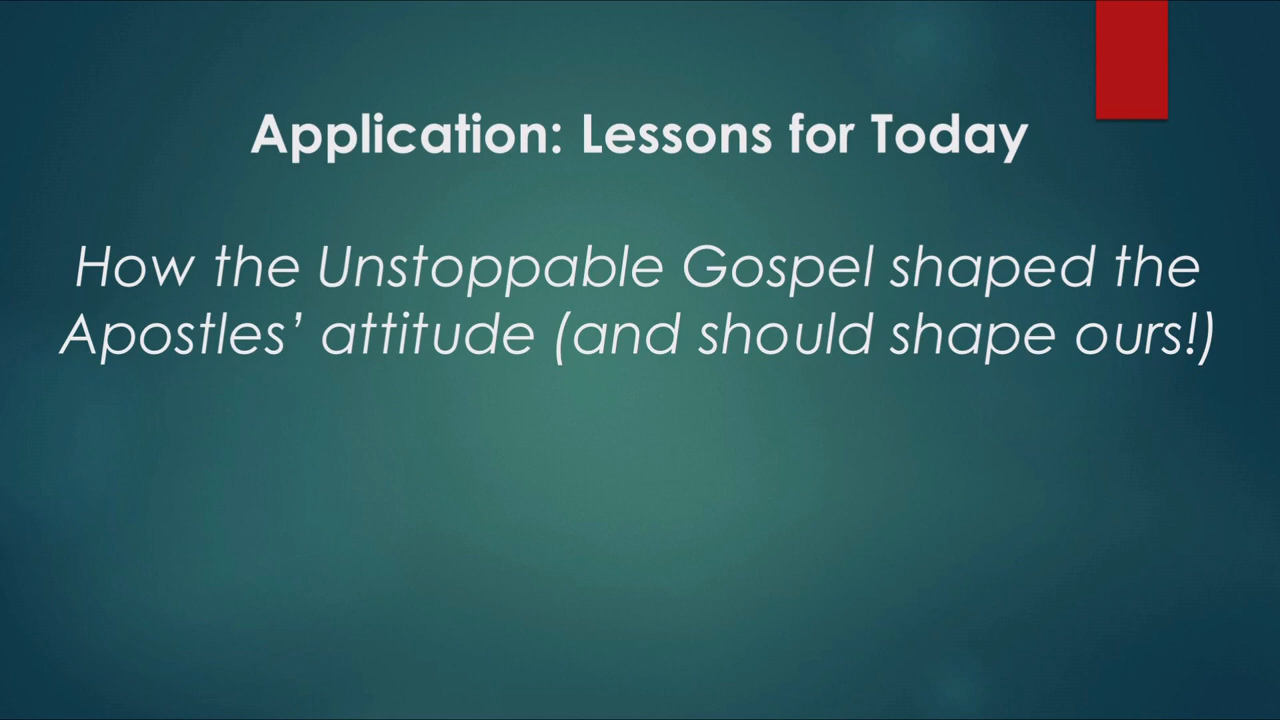 Application: Lessons for Today
How the Unstoppable Gospel shaped the
Apostles’ attitude (and should shape ours!)